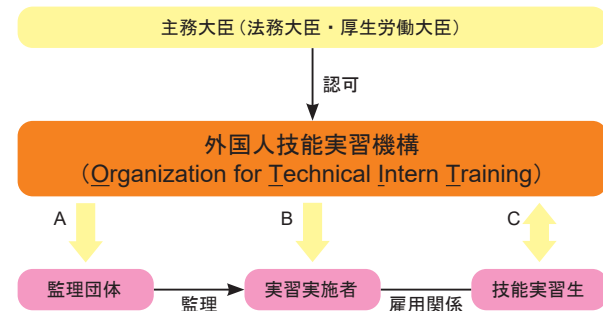 主務大臣(法務大臣・厚生労働大臣)
認可
外国人技能実習機構
(Organization for Technical Intern Training)
A
B
C
監理団体
監理
実習実施者
雇用関係
技能実習生